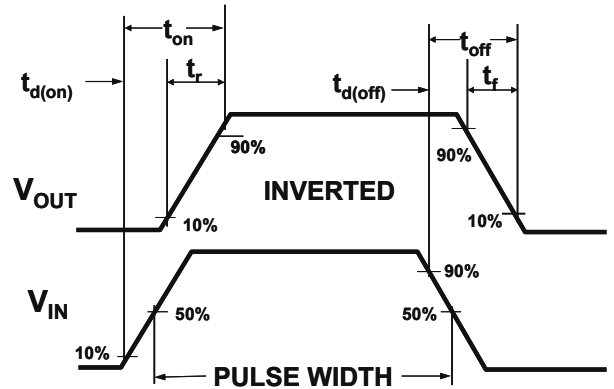 t_on
t_off
t_d(on)
t_r
t_d(off)
t_f
90%
90%
V_OUT
INVERTED
10%
10%
90%
V_IN
50%
50%
10%
PULSE WIDTH